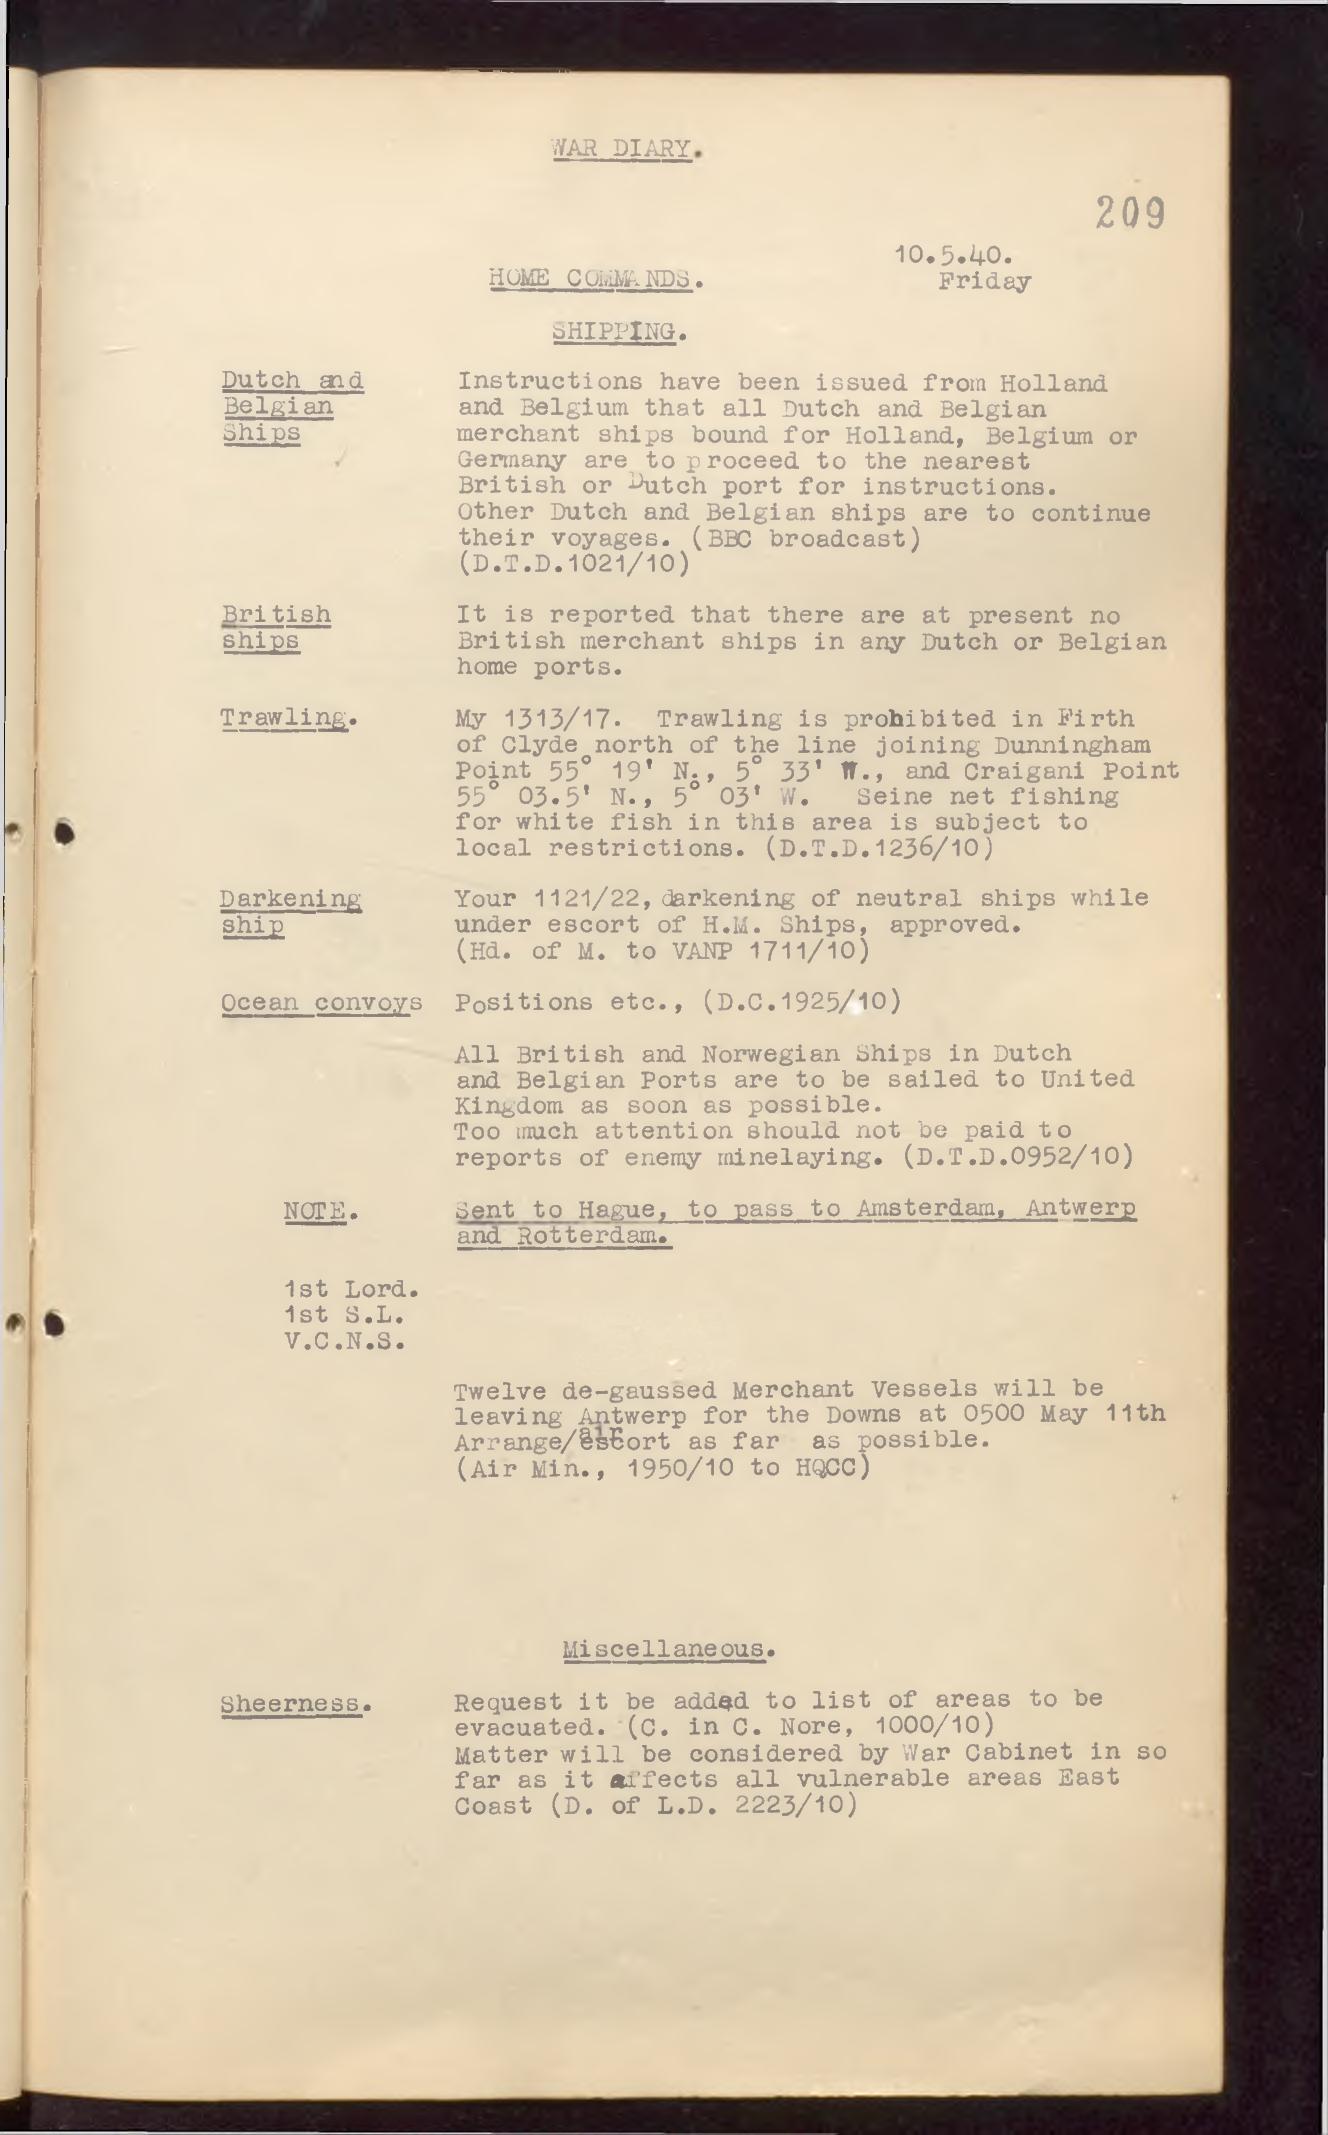 WAR DIARY.
209
10.5.40.
Friday
HOME COMMANDS.
SHIPPING.
Dutch and
Belgian
Ships
Instructions have been issued from Holland
and Belgium that all Dutch and Belgian
merchant ships bound for Holland, Belgium or
Germany are to proceed to the nearest
British or Dutch port for instructions.
Other Dutch and Belgian ships are to continue
their voyages. (BBC broadcast)
(D.T.D.1021/10)
British
ships
It is reported that there are at present no
British merchant ships in any Dutch or Belgian
home ports.
Trawling.
My 1313/17. Trawling is prohibited in Firth
of Clyde north of the line joining Dunningham
Point 55° 19' N., 5° 33' W., and Craigani Point
55° 03.5' N., 5° 03' W. Seine net fishing
for white fish in this area is subject to
local restrictions. (D.T.D.1236/10)
Darkening
ship
Your 1121/22, darkening of neutral ships while
under escort of H.M. Ships, approved.
(Hd. of M. to VANP 1711/10)
Ocean convoys
Positions etc., (D.C.1925/10)
All British and Norwegian Ships in Dutch
and Belgian Ports are to be sailed to United
Kingdom as soon as possible.
Too much attention should not be paid to
reports of enemy minelaying. (D.T.D.0952/10)
NOTE.
Sent to Hague, to pass to Amsterdam, Antwerp
and Rotterdam.
1st Lord.
1st S.L.
V.C.N.S.
Twelve de-gaussed Merchant Vessels will be
leaving Antwerp for the Downs at 0500 May 11th
Arrange/air escort as far as possible.
(Air Min., 1950/10 to HQCC)
Miscellaneous.
Sheerness.
Request it be added to list of areas to be
evacuated. (C. in C. Nore, 1000/10)
Matter will be considered by War Cabinet in so
far as it affects all vulnerable areas East
Coast (D. of L.D. 2223/10)